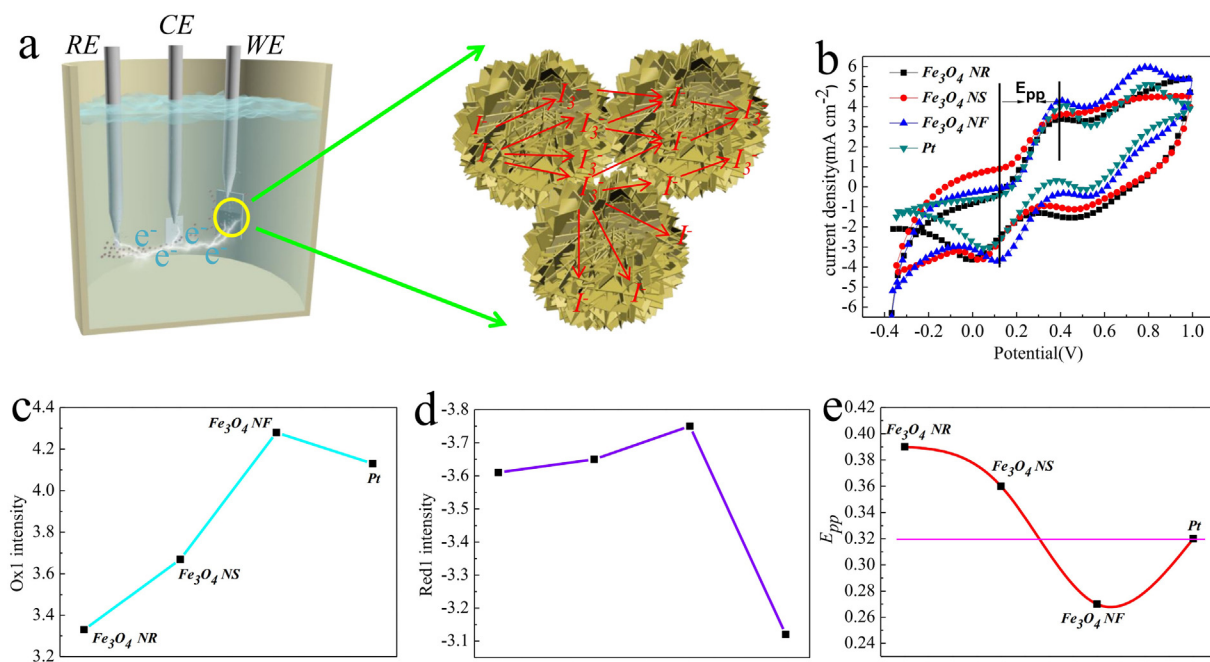 a
RE
CE
WE
e-
e-
e-
e
I3-
I-
I3-
I-
I3-
I-
I-
I3-
I3-
I3-
I-
I-
I-
I-
b
current density(mA cm-2)
6
5
4
3
2
1
0
-1
-2
-3
-4
-5
-6
Fe3O4 NR
Fe3O4 NS
Fe3O4 NF
Pt
Epp
-0.4 -0.2 0.0 0.2 0.4 0.6 0.8 1.0
Potential(V)
c
Ox1 intensity
4.4
4.2
4.0
3.8
3.6
3.4
3.2
Fe3O4 NF
Pt
Fe3O4 NS
Fe3O4 NR
d
Red1 intensity
-3.8
-3.7
-3.6
-3.5
-3.4
-3.3
-3.2
-3.1
e
Epp
0.42
0.40
0.38
0.36
0.34
0.32
0.30
0.28
0.26
0.24
Fe3O4 NR
Fe3O4 NS
Pt
Fe3O4 NF